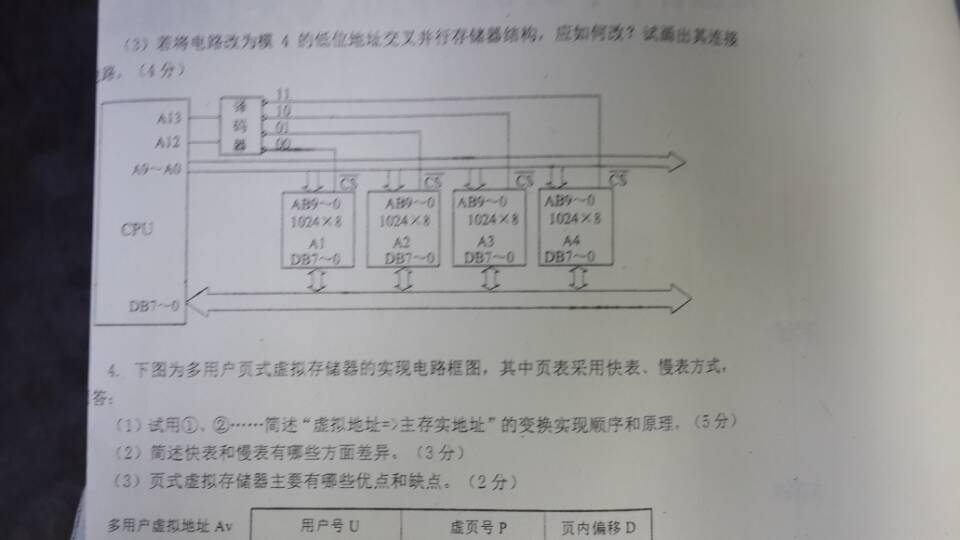 (3) 若将电路改为模 4 的低位地址交叉并行存储器结构，应如何改？试画出其连接
路。(4分)
11
译 10
A13 码 01
A12 器 00
A9～A0
CS CS CS CS
AB9～0 AB9～0 AB9～0 AB9～0
1024×8 1024×8 1024×8 1024×8
CPU
A1 A2 A3 A4
DB7～0 DB7～0 DB7～0 DB7～0
DB7～0
4. 下图为多用户页式虚拟存储器的实现电路框图，其中页表采用快表、慢表方式，
答：
(1) 试用①、②……简述“虚拟地址=>主存实地址”的变换实现顺序和原理。(5分)
(2) 简述快表和慢表有哪些方面差异。(3分)
(3) 页式虚拟存储器主要有哪些优点和缺点。(2分)
多用户虚拟地址 Av 用户号 U 虚页号 P 页内偏移 D